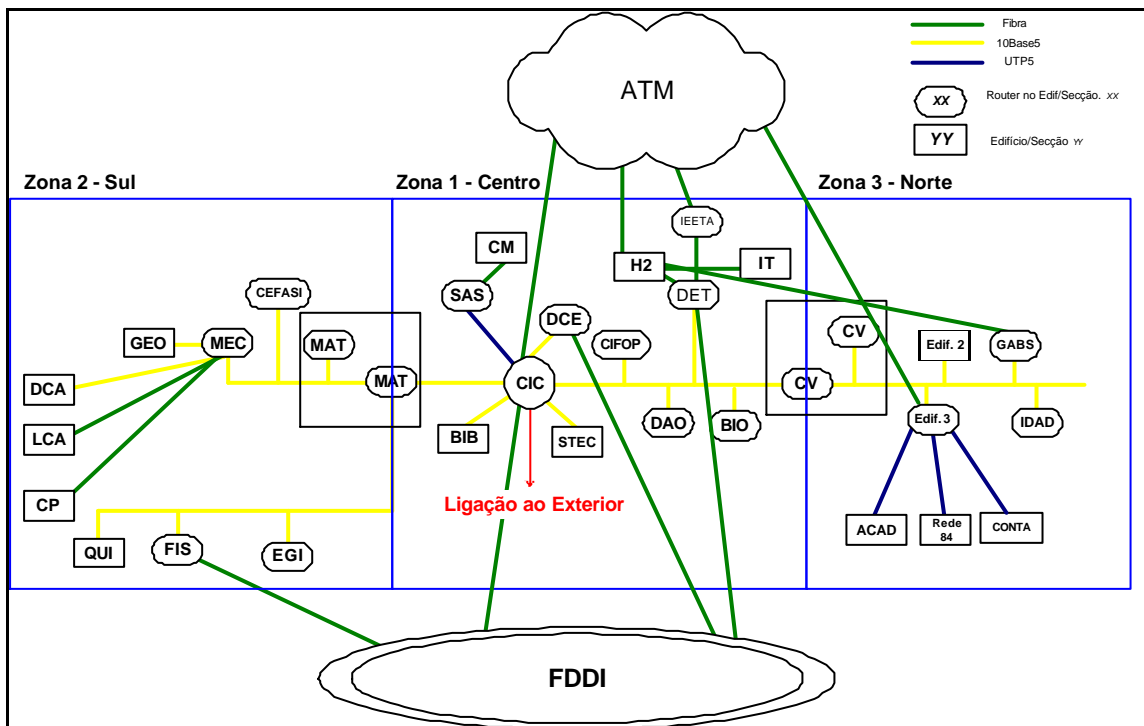 Fibra
10Base5
UTP5
XX
Router no Edif/Secção. XX
YY
Edifício/Secção YY
ATM
Zona 2 - Sul
Zona 1 - Centro
Zona 3 - Norte
IEETA
CM
H2
IT
CEFASI
SAS
DET
DCE
GEO
MEC
MAT
CIFOP
CV
Edif. 2
GABS
DCA
MAT
CIC
CV
LCA
BIB
STEC
DAO
BIO
Edif. 3
IDAD
CP
Ligação ao Exterior
ACAD
Rede
84
CONTA
QUI
FIS
EGI
FDDI